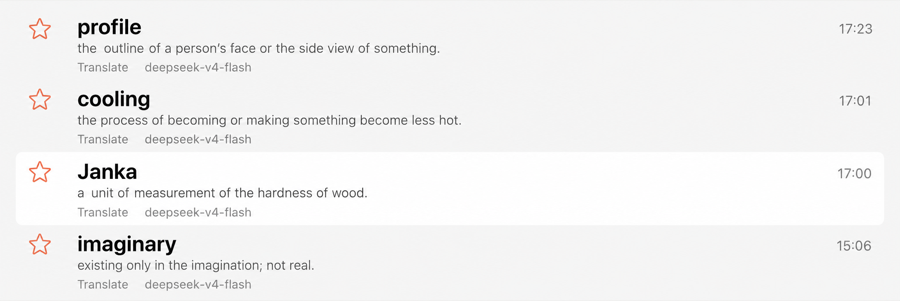 profile
17:23
the outline of a person's face or the side view of something.
Translate deepseek-v4-flash
cooling
17:01
the process of becoming or making something become less hot.
Translate deepseek-v4-flash
Janka
17:00
a unit of measurement of the hardness of wood.
Translate deepseek-v4-flash
imaginary
15:06
existing only in the imagination; not real.
Translate deepseek-v4-flash